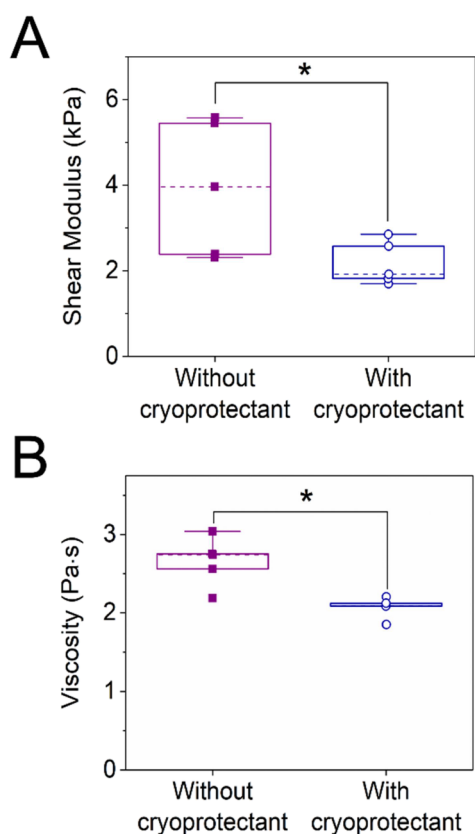 A
*
Shear Modulus (kPa)
6
4
2
0
Without cryoprotectant
With cryoprotectant
B
*
Viscosity (Pa·s)
3
2
1
0
Without cryoprotectant
With cryoprotectant